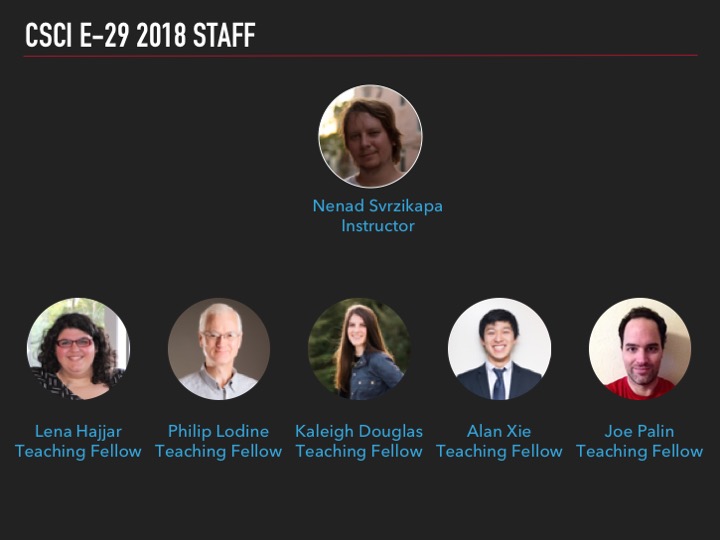 CSCI E-29 2018 STAFF
Nenad Svrzikapa
Instructor
Lena Hajjar
Teaching Fellow
Philip Lodine
Teaching Fellow
Kaleigh Douglas
Teaching Fellow
Alan Xie
Teaching Fellow
Joe Palin
Teaching Fellow